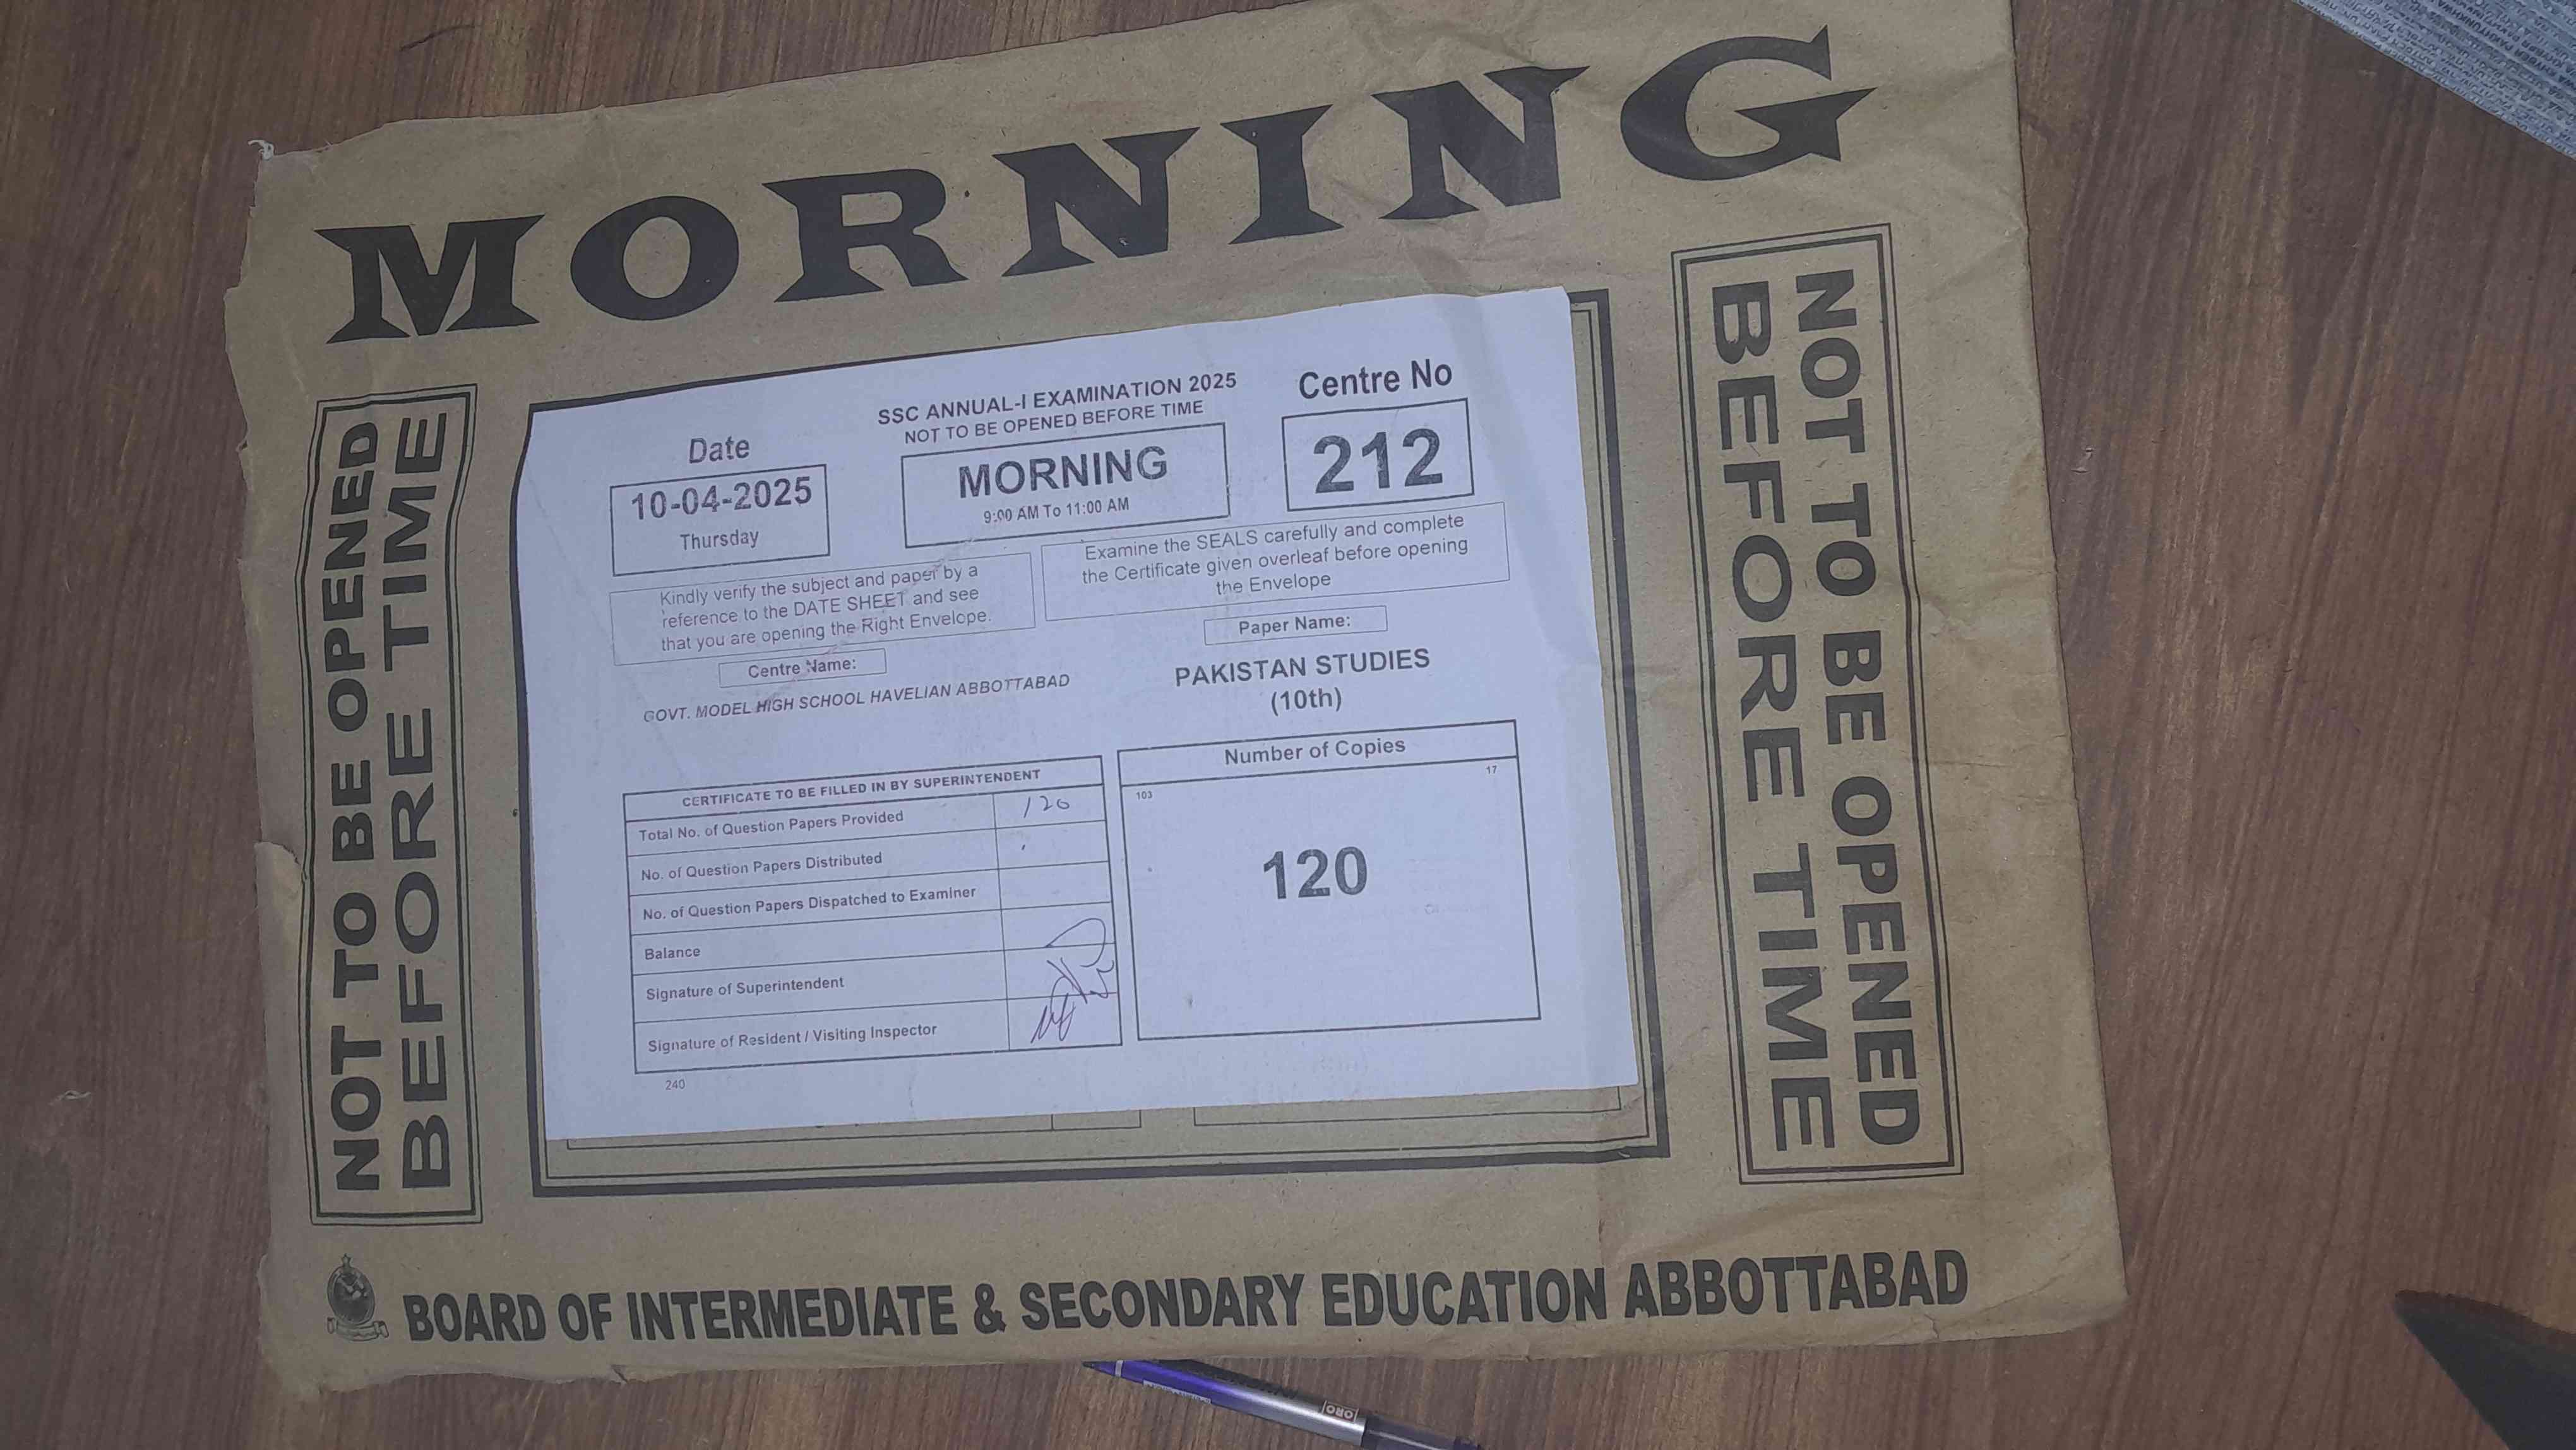 MORNING
NOT TO BE OPENED
BEFORE TIME
SSC ANNUAL-I EXAMINATION 2025
NOT TO BE OPENED BEFORE TIME
Date
10-04-2025
Thursday
MORNING
9:00 AM To 11:00 AM
Centre No
212
Kindly verify the subject and paper by a
reference to the DATE SHEET and see
that you are opening the Right Envelope.
Examine the SEALS carefully and complete
the Certificate given overleaf before opening
the Envelope
Centre Name:
GOVT. MODEL HIGH SCHOOL HAVELIAN ABBOTTABAD
Paper Name:
PAKISTAN STUDIES
(10th)
CERTIFICATE TO BE FILLED IN BY SUPERINTENDENT
Total No. of Question Papers Provided 120
No. of Question Papers Distributed
No. of Question Papers Dispatched to Examiner
Balance
Signature of Superintendent
Signature of Resident / Visiting Inspector
240
Number of Copies
103 17
120
NOT TO BE OPENED
BEFORE TIME
BOARD OF INTERMEDIATE & SECONDARY EDUCATION ABBOTTABAD
ORO